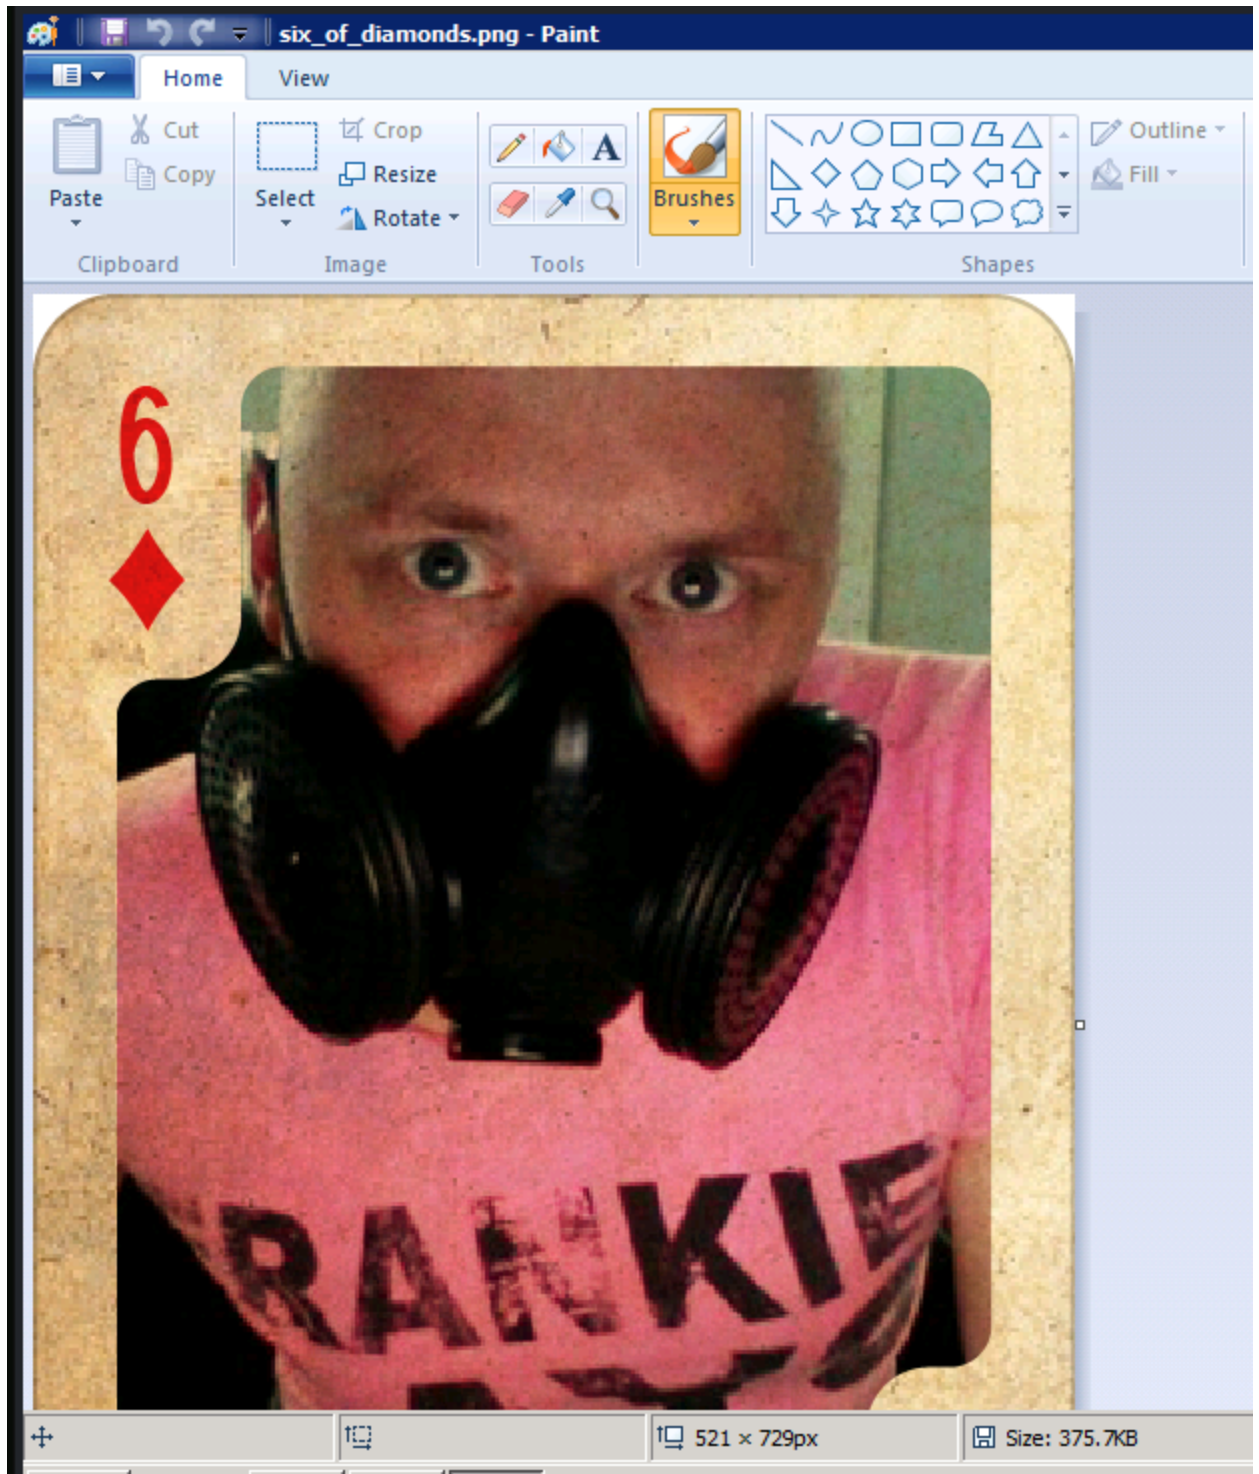 six_of_diamonds.png - Paint
Home View
Cut
Copy
Paste
Clipboard
Crop
Resize
Rotate
Select
Image
A
Tools
Brushes
Outline
Fill
Shapes
6
RANKIE
521 × 729px
Size: 375.7KB